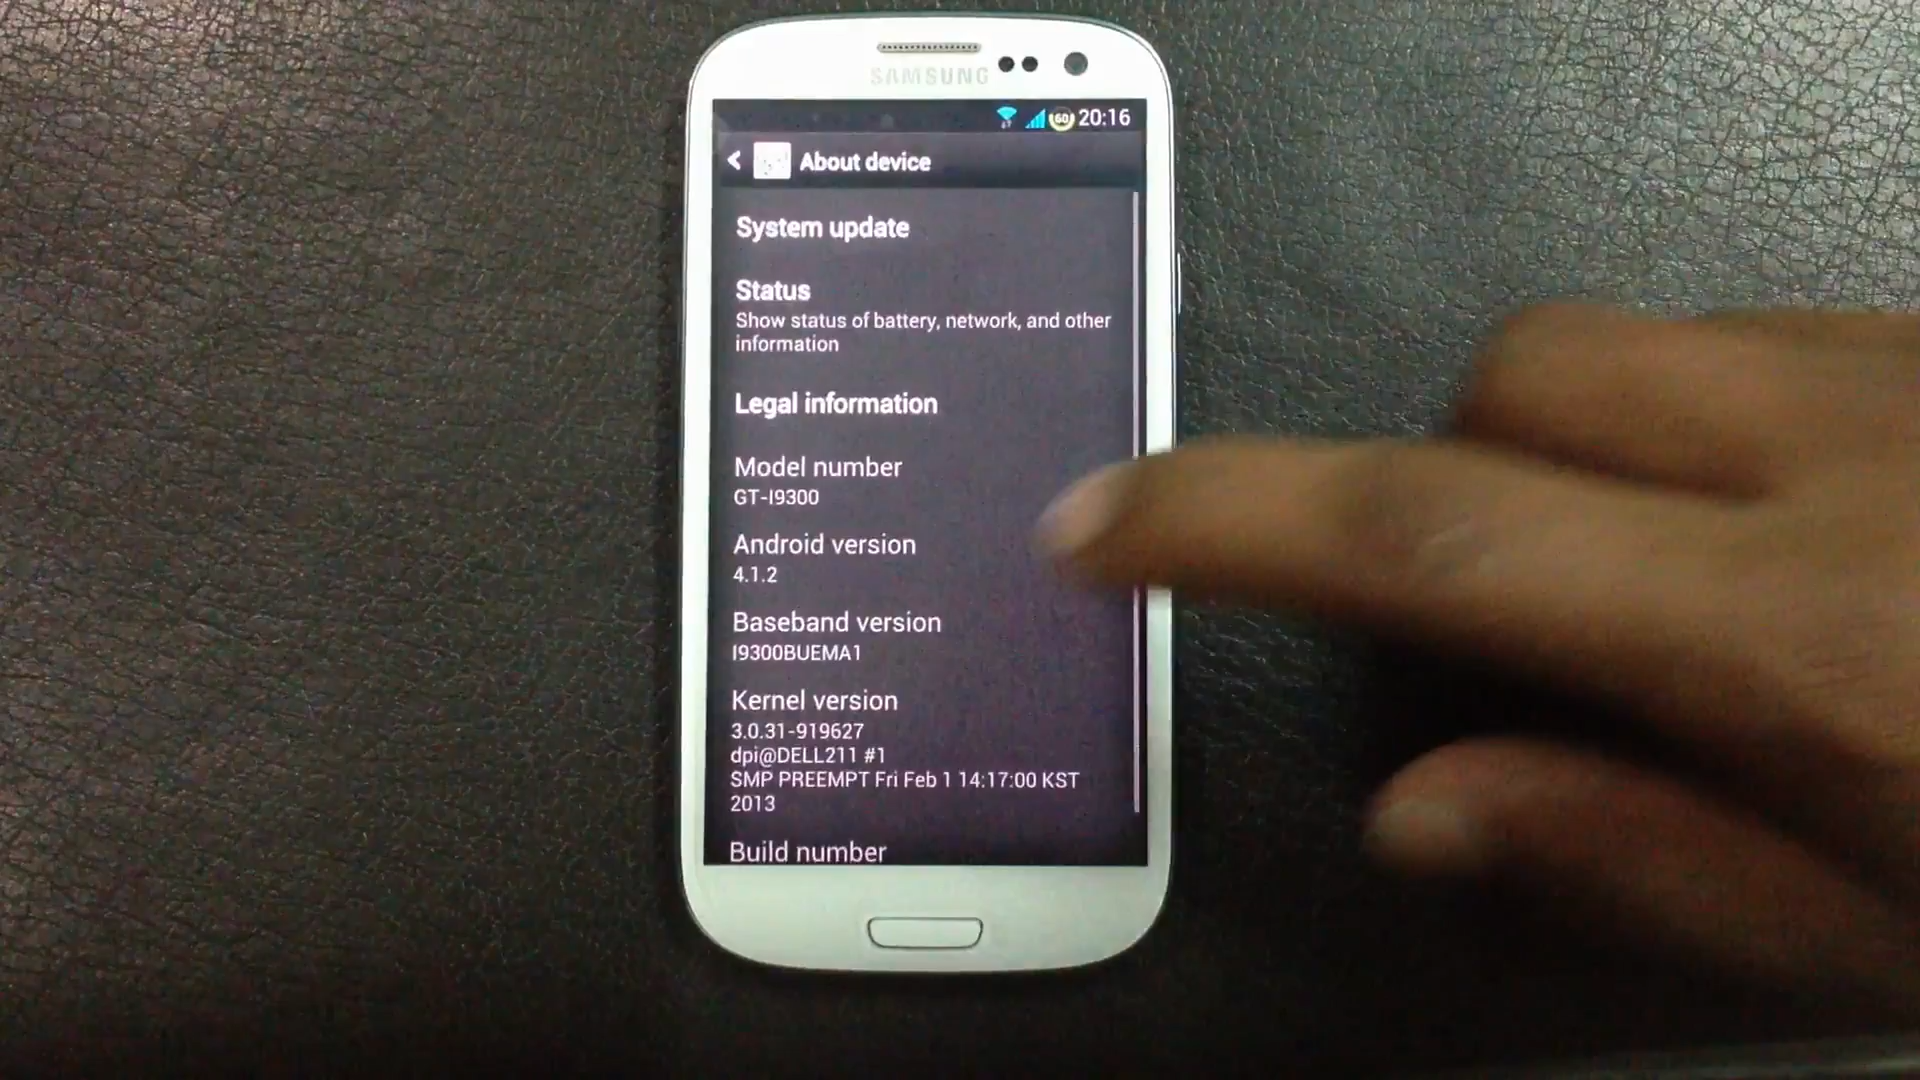 SAMSUNG
60 20:16
About device
System update
Status
Show status of battery, network, and other
information
Legal information
Model number
GT-I9300
Android version
4.1.2
Baseband version
I9300BUEMA1
Kernel version
3.0.31-919627
dpi@DELL211 #1
SMP PREEMPT Fri Feb 1 14:17:00 KST
2013
Build number